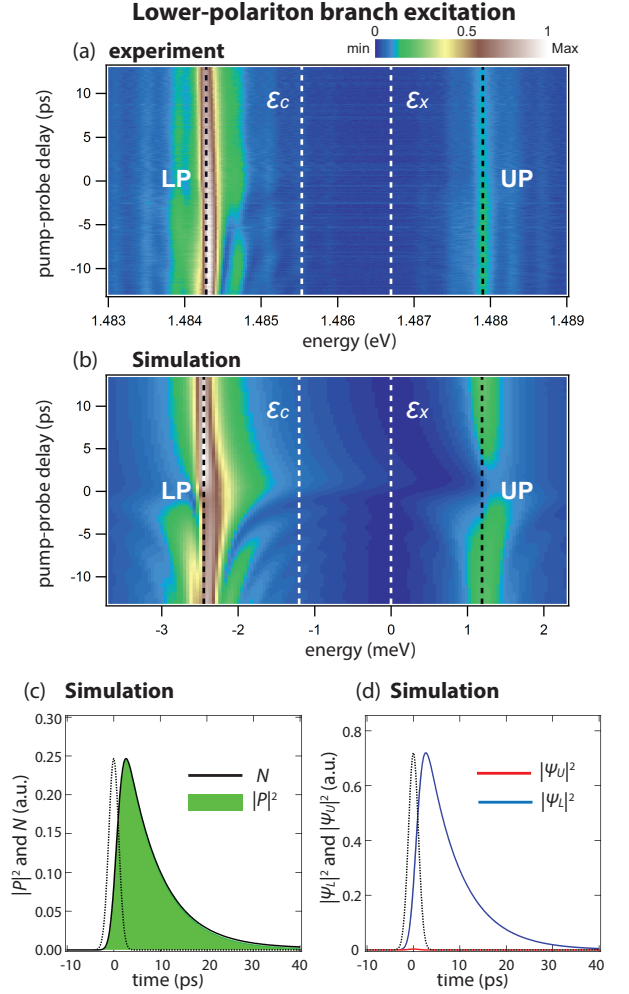 Lower-polariton branch excitation
(a) experiment
min 0 0.5 1 Max
εc εx
LP UP
pump-probe delay (ps)
10
5
0
-5
-10
1.483 1.484 1.485 1.486 1.487 1.488 1.489
energy (eV)
(b) Simulation
εc εx
LP UP
pump-probe delay (ps)
10
5
0
-5
-10
-3 -2 -1 0 1 2
energy (meV)
(c) Simulation
|P|² and N (a.u.)
0.30
0.25
0.20
0.15
0.10
0.05
0.00
N
|P|²
-10 0 10 20 30 40
time (ps)
(d) Simulation
|ΨL|² and |ΨU|² (a.u.)
0.8
0.6
0.4
0.2
0.0
|ΨU|²
|ΨL|²
-10 0 10 20 30 40
time (ps)